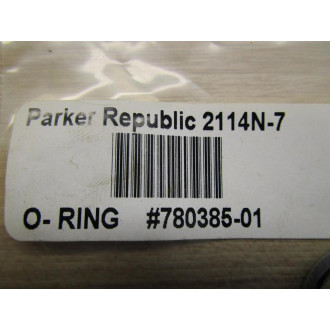 Parker Republic 2114N-7
O- RING #780385-01